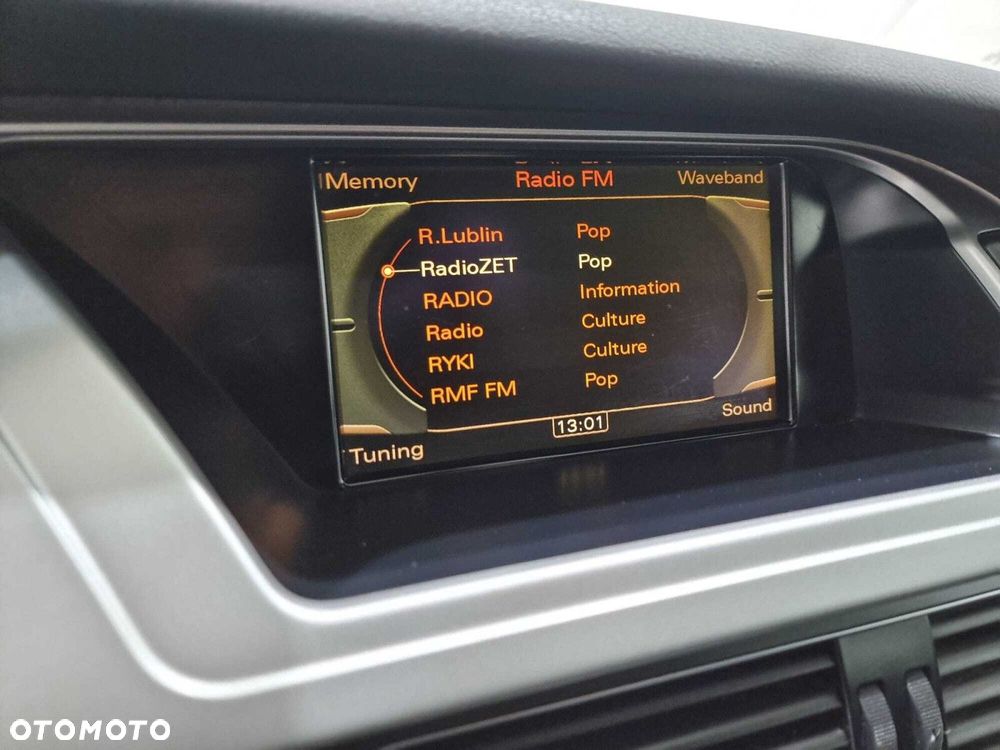 Memory Radio FM Waveband
R.Lublin Pop
RadioZET Pop
RADIO Information
Radio Culture
RYKI Culture
RMF FM Pop
Tuning 13:01 Sound
OTOMOTO